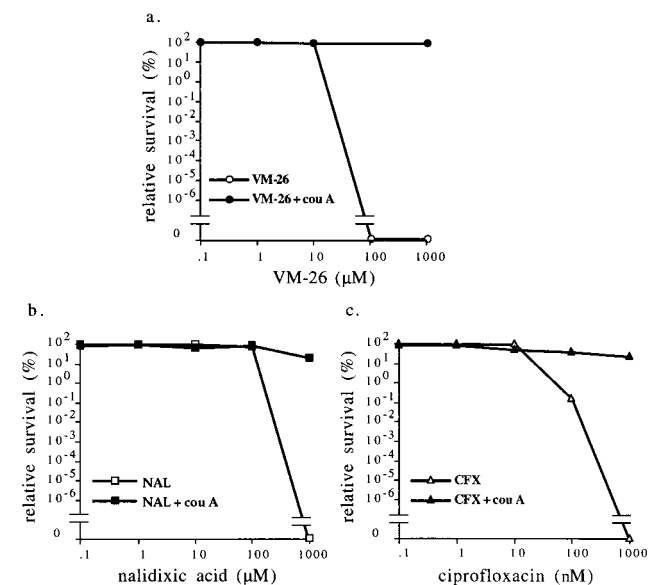 a.
relative survival (%)
10²
10¹
10⁰
10⁻¹
10⁻²
10⁻³
10⁻⁴
10⁻⁵
10⁻⁶
0
VM-26
VM-26 + cou A
.1 1 10 100 1000
VM-26 (µM)
b.
relative survival (%)
10²
10¹
10⁰
10⁻¹
10⁻²
10⁻³
10⁻⁴
10⁻⁵
10⁻⁶
0
NAL
NAL + cou A
.1 1 10 100 1000
nalidixic acid (µM)
c.
relative survival (%)
10²
10¹
10⁰
10⁻¹
10⁻²
10⁻³
10⁻⁴
10⁻⁵
10⁻⁶
0
CFX
CFX + cou A
.1 1 10 100 1000
ciprofloxacin (nM)